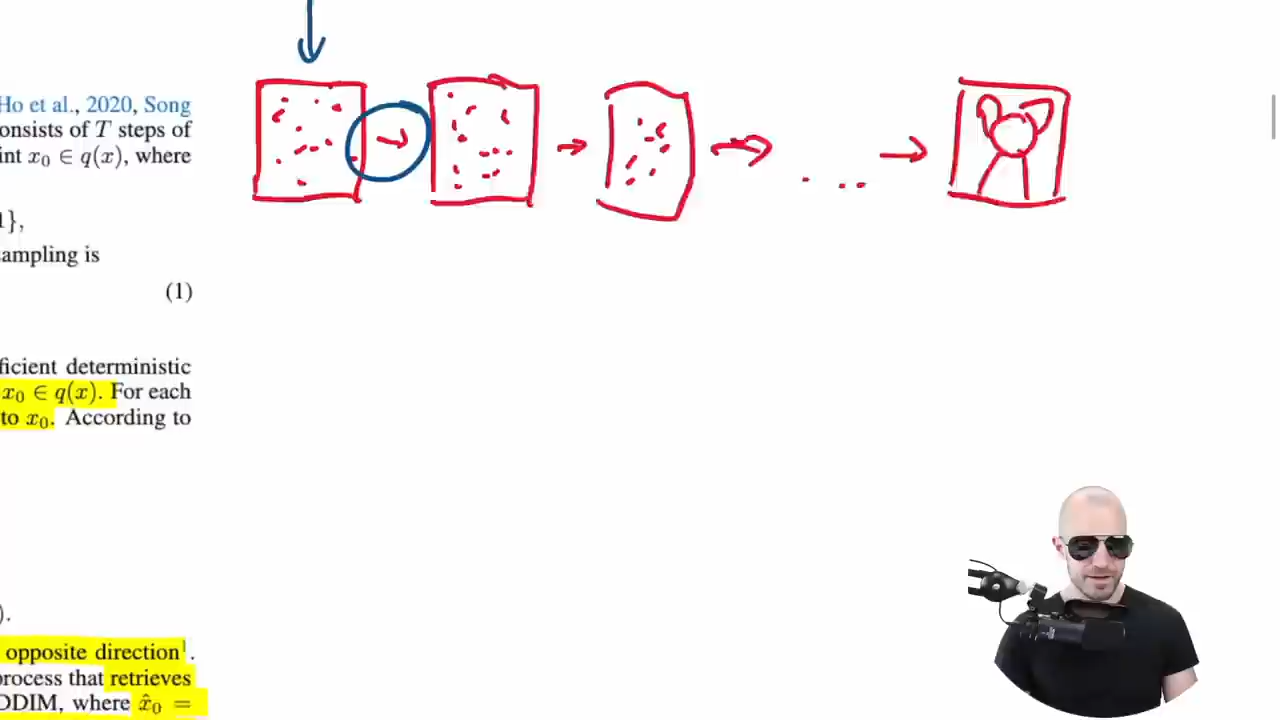 Ho et al., 2020, Song
onsists of T steps of
int x₀ ∈ q(x), where
1},
ampling is
(1)
ficient deterministic
x₀ ∈ q(x). For each
to x₀. According to
).
opposite direction¹.
process that retrieves
DDIM, where x̂₀ =